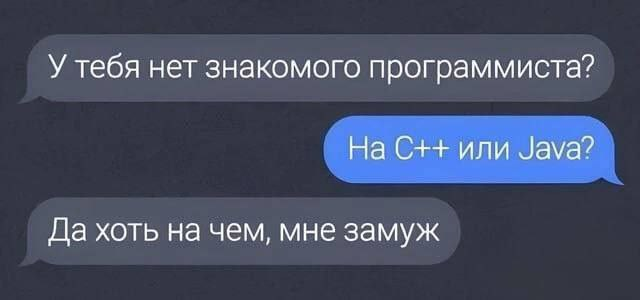 У тебя нет знакомого программиста?
На C++ или Java?
Да хоть на чем, мне замуж